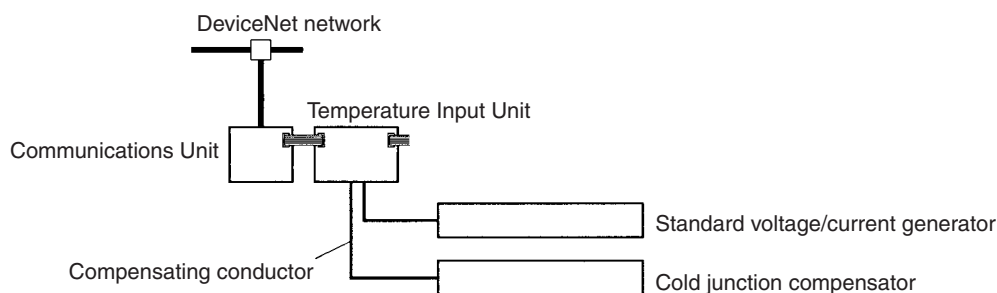 DeviceNet network
Temperature Input Unit
Communications Unit
Standard voltage/current generator
Compensating conductor
Cold junction compensator